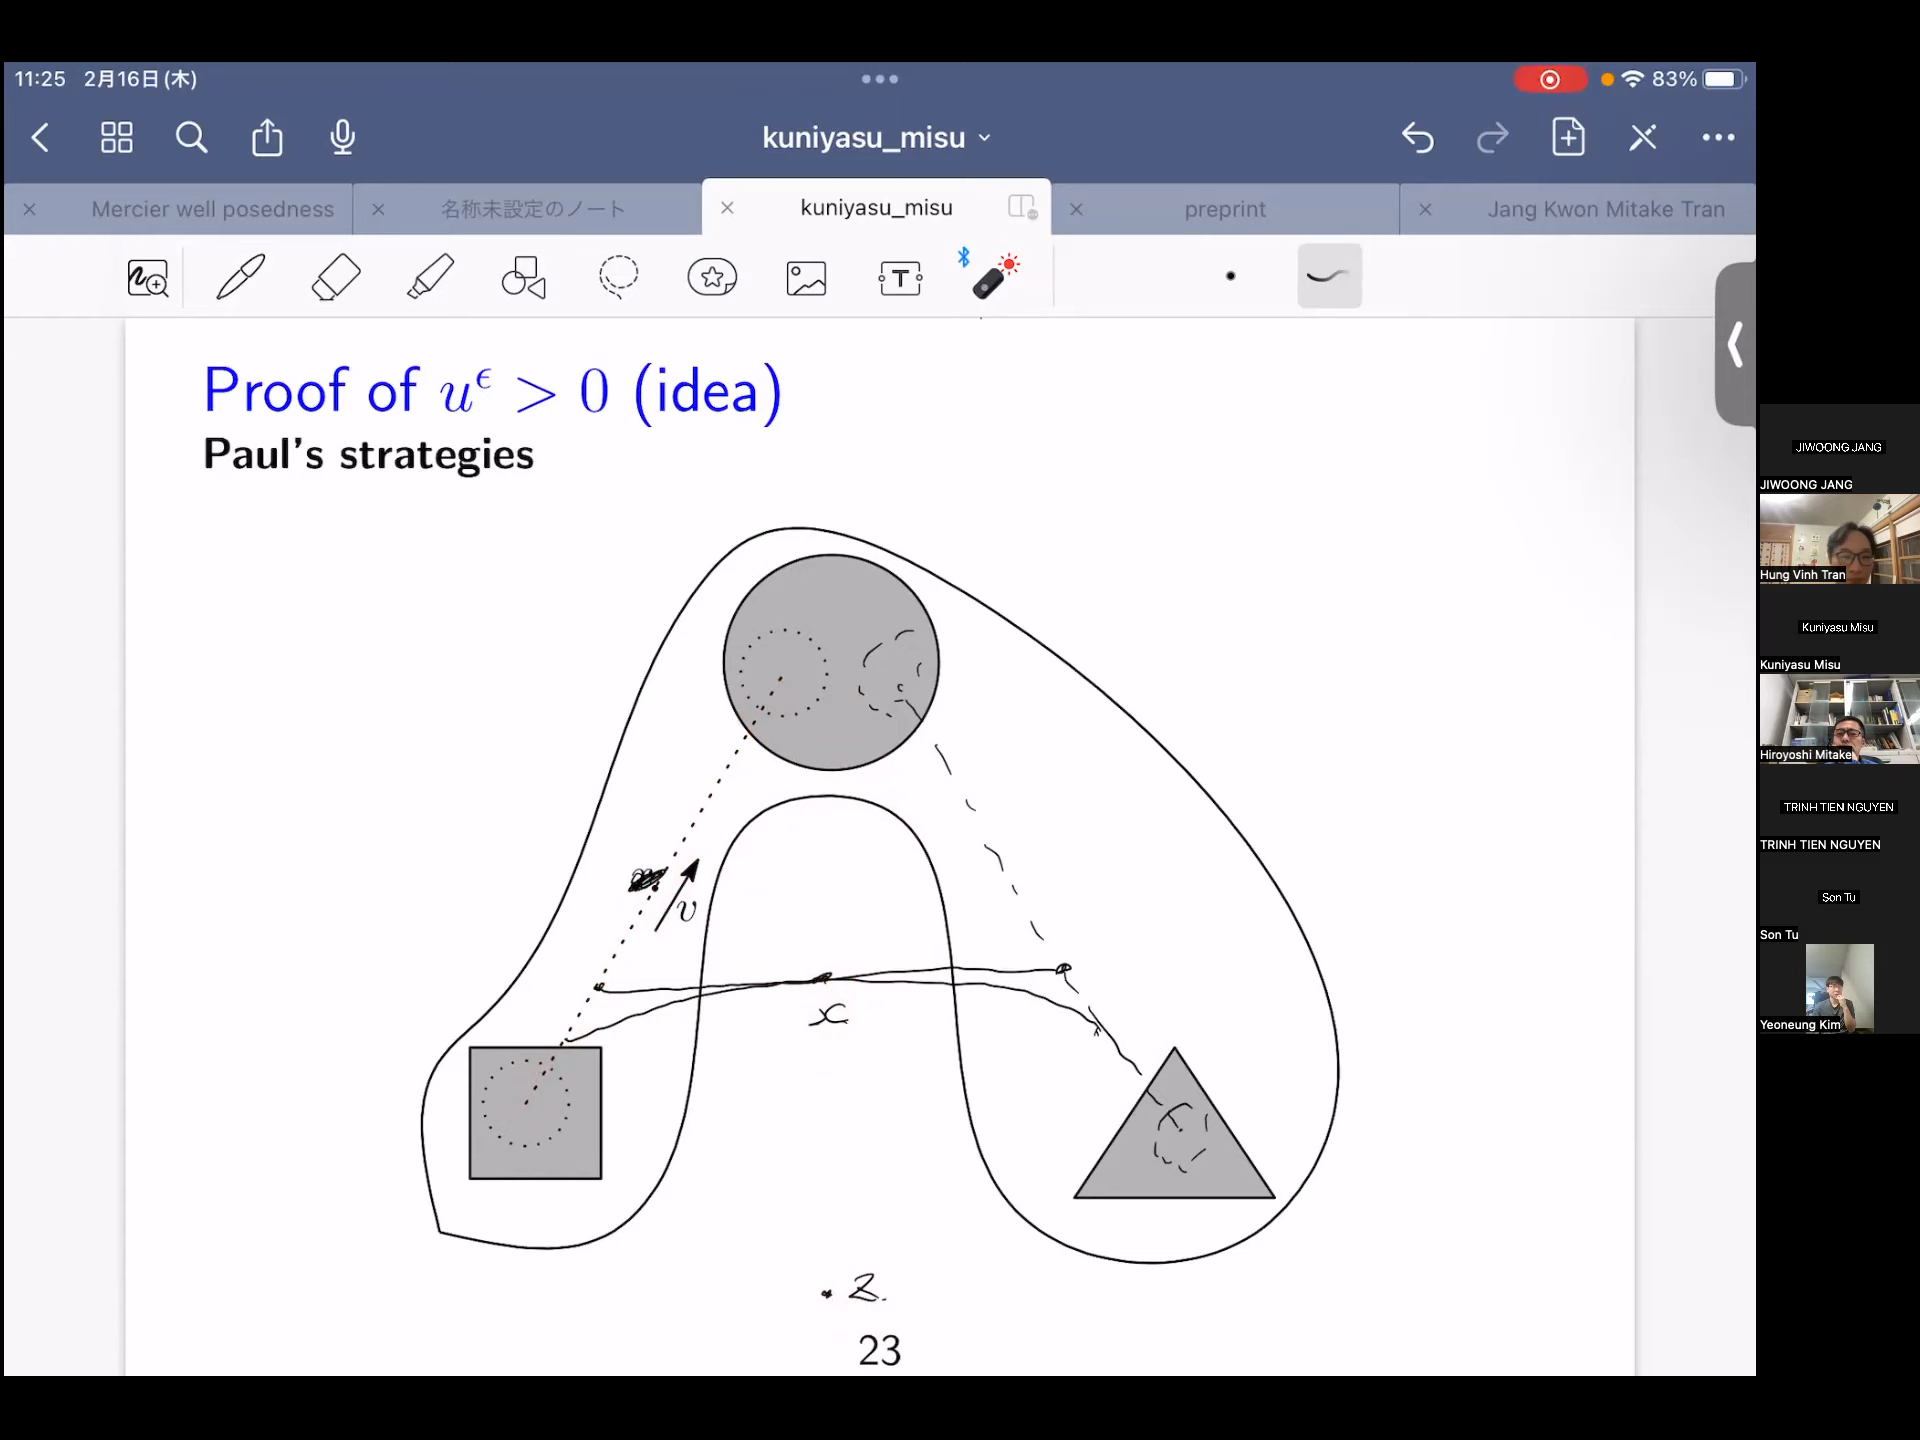 11:25 2月16日(木)
83%
kuniyasu_misu
Mercier well posedness
名称未設定のノート
kuniyasu_misu
preprint
Jang Kwon Mitake Tran
T
Proof of u^ϵ > 0 (idea)
Paul's strategies
v
x
z.
23
JIWOONG JANG
JIWOONG JANG
Hung Vinh Tran
Kuniyasu Misu
Kuniyasu Misu
Hiroyoshi Mitake
TRINH TIEN NGUYEN
TRINH TIEN NGUYEN
Son Tu
Son Tu
Yeoneung Kim